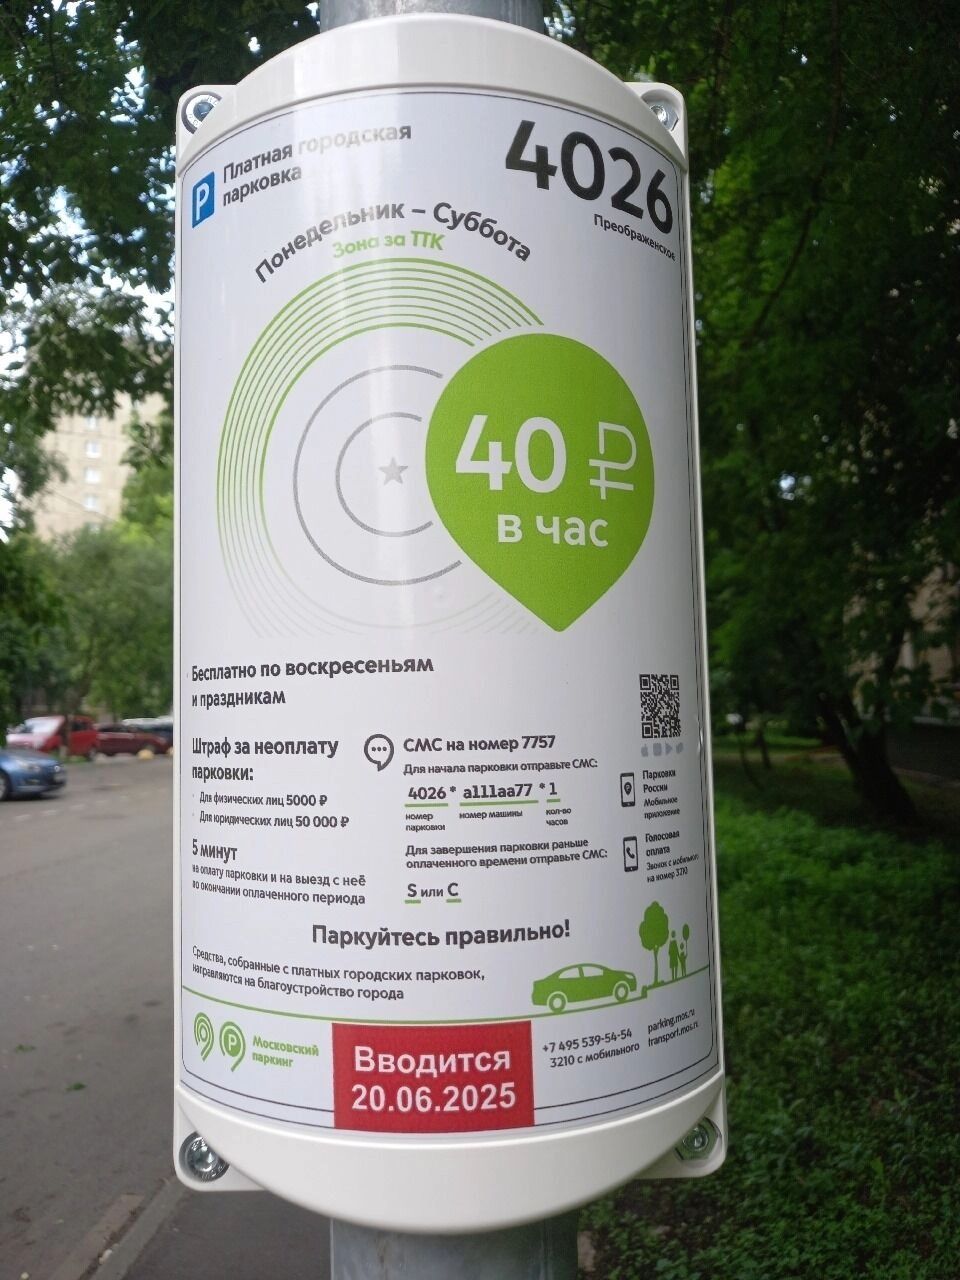 P
Платная городская
парковка
4026
Преображенское
Понедельник – Суббота
Зона за ТТК
40 ₽
в час
Бесплатно по воскресеньям
и праздникам
Штраф за неоплату
парковки:
Для физических лиц 5000 ₽
Для юридических лиц 50 000 ₽
5 минут
на оплату парковки и на выезд с неё
по окончании оплаченного периода
СМС на номер 7757
Для начала парковки отправьте СМС:
4026 * a111aa77 * 1
номер
парковки
номер машины
кол-во
часов
Для завершения парковки раньше
оплаченного времени отправьте СМС:
S или С
Парковки
России
Мобильное
приложение
Голосовая
оплата
Звонок с мобильного
на номер 3210
Паркуйтесь правильно!
Средства, собранные с платных городских парковок,
направляются на благоустройство города
P
Московский
паркинг
Вводится
20.06.2025
+7 495 539-54-54
3210 с мобильного
parking.mos.ru
transport.mos.ru